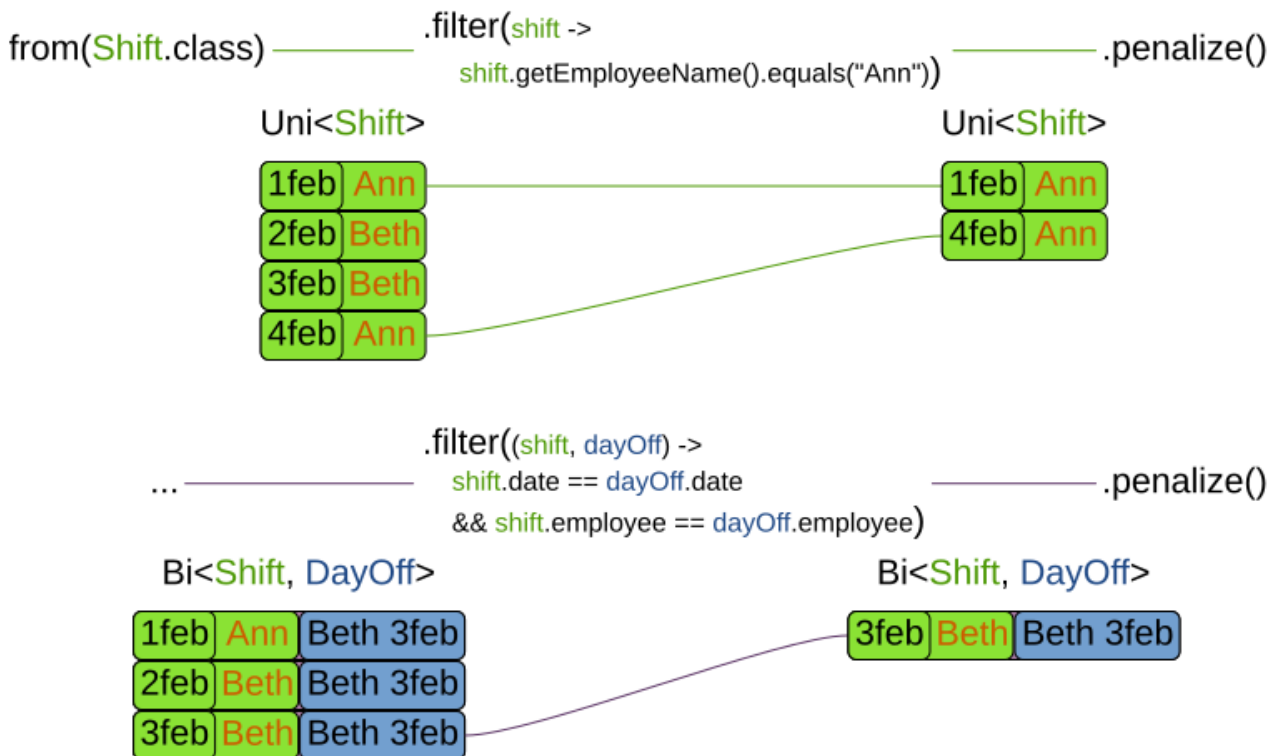 from(Shift.class)
.filter(shift ->
shift.getEmployeeName().equals("Ann"))
.penalize()
Uni<Shift>
Uni<Shift>
1feb Ann
1feb Ann
2feb Beth
4feb Ann
3feb Beth
4feb Ann
...
.filter((shift, dayOff) ->
shift.date == dayOff.date
&& shift.employee == dayOff.employee)
.penalize()
Bi<Shift, DayOff>
Bi<Shift, DayOff>
1feb Ann Beth 3feb
3feb Beth Beth 3feb
2feb Beth Beth 3feb
3feb Beth Beth 3feb